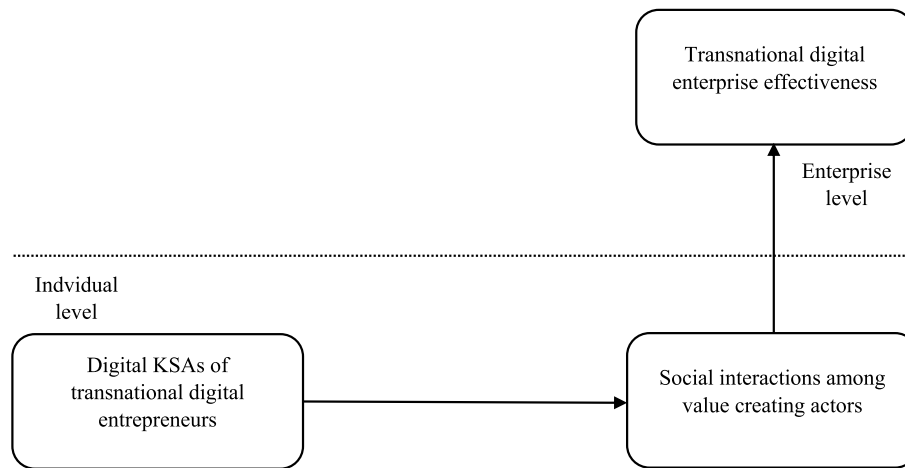 Transnational digital
enterprise effectiveness
Enterprise
level
Indvidual
level
Digital KSAs of
transnational digital
entrepreneurs
Social interactions among
value creating actors